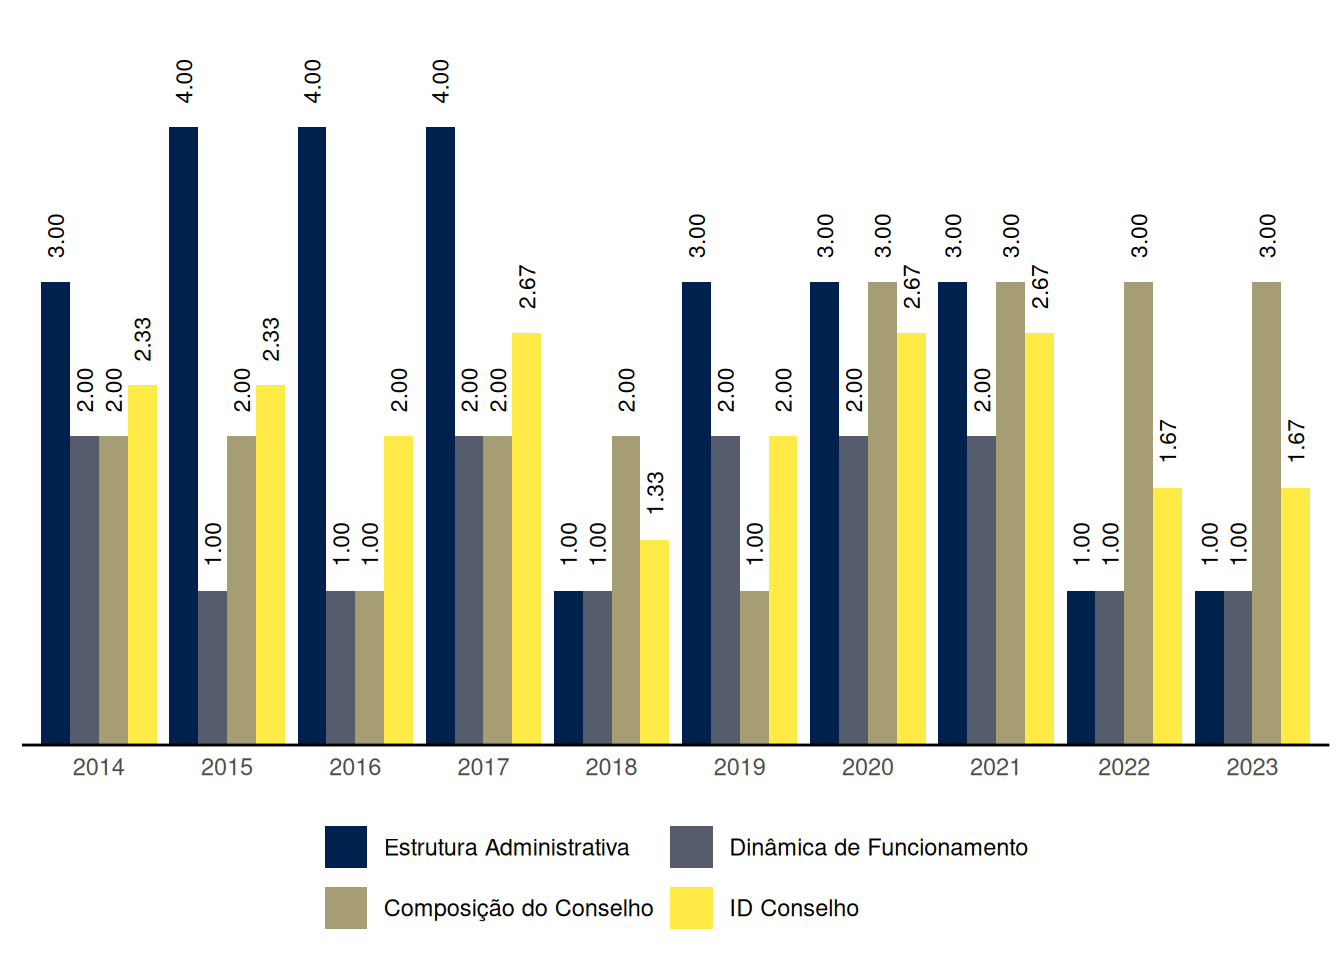 4.00 4.00 4.00
3.00 3.00 3.00 3.00 3.00 3.00 3.00 3.00
2.67 2.67 2.67
2.33 2.33
2.00 2.00 2.00 2.00 2.00 2.00 2.00 2.00 2.00 2.00 2.00
1.67 1.67
1.33
1.00 1.00 1.00 1.00 1.00 1.00 1.00 1.00 1.00 1.00
2014 2015 2016 2017 2018 2019 2020 2021 2022 2023
Estrutura Administrativa Dinâmica de Funcionamento
Composição do Conselho ID Conselho